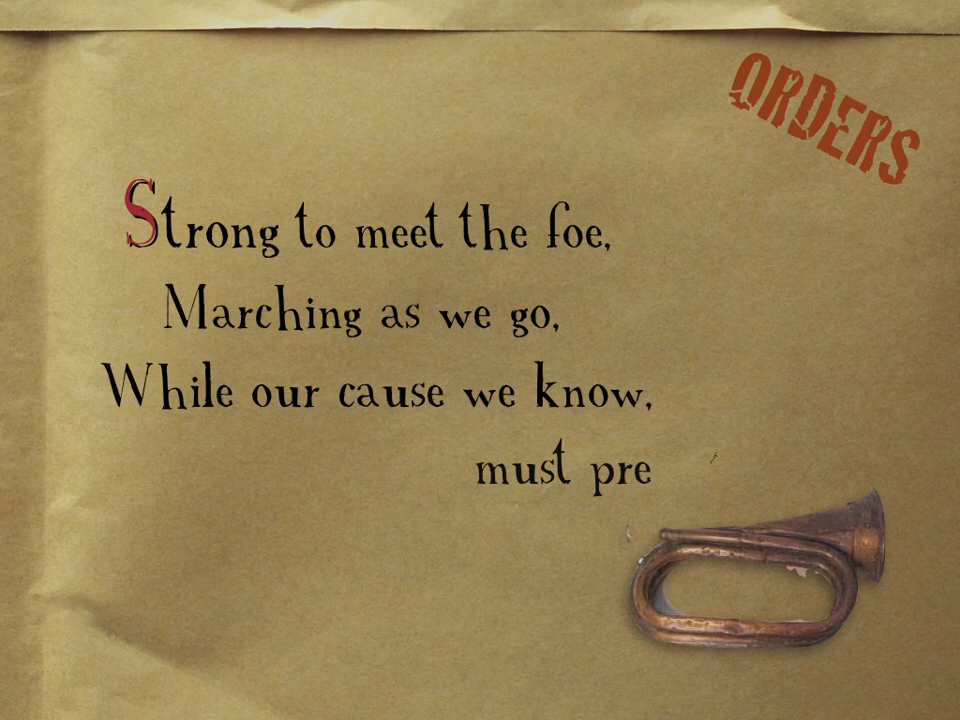 ORDERS
Strong to meet the foe,
Marching as we go,
While our cause we know,
must pre